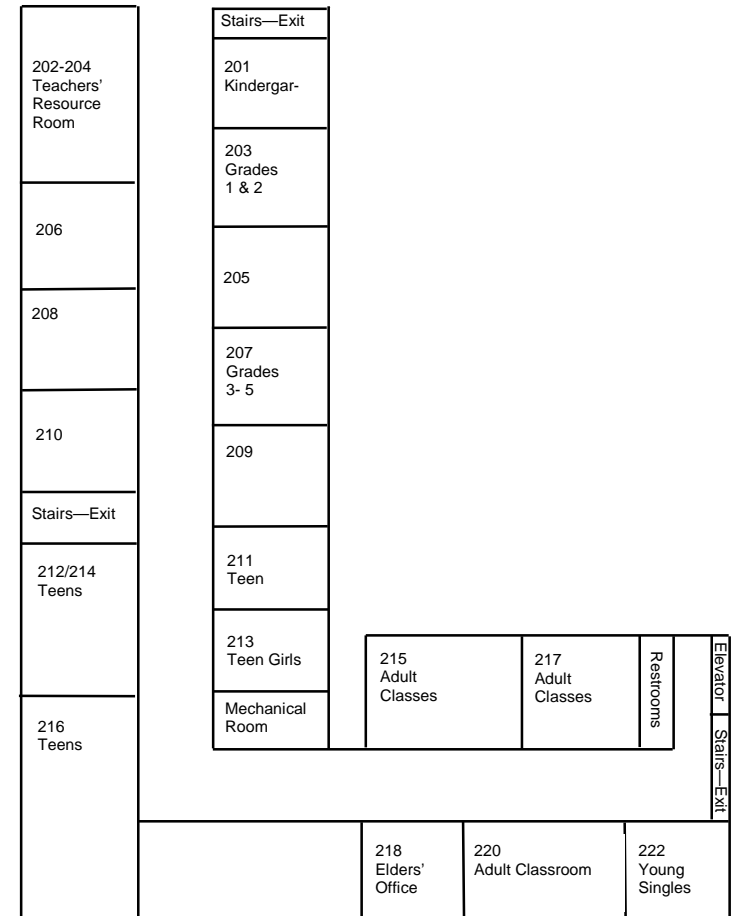 Stairs—Exit
202-204
Teachers’
Resource
Room
201
Kindergar-
203
Grades
1 & 2
206
205
208
207
Grades
3- 5
210
209
Stairs—Exit
212/214
Teens
211
Teen
213
Teen Girls
215
Adult
Classes
217
Adult
Classes
Restrooms
Elevator
Mechanical
Room
216
Teens
Stairs—Exit
218
Elders’
Office
220
Adult Classroom
222
Young
Singles